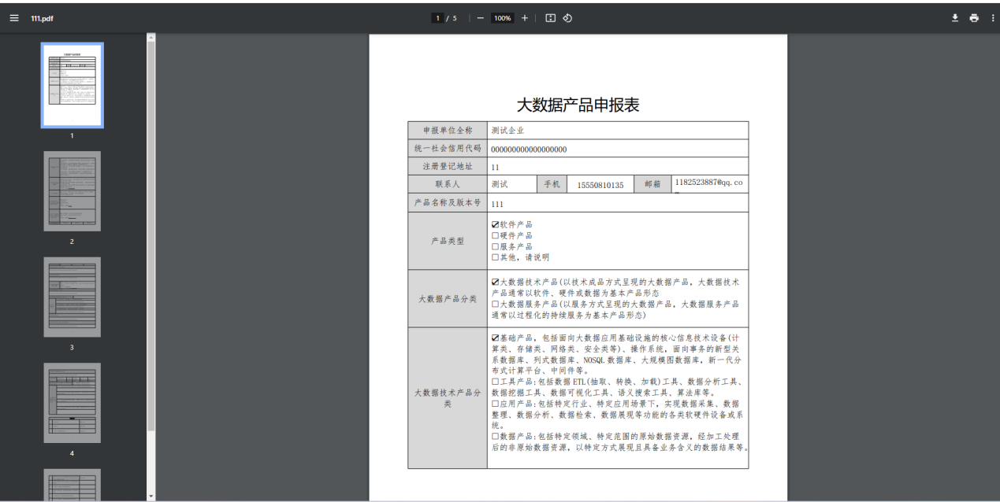 111.pdf
1 / 5
100%
1
2
3
4
大数据产品申报表
申报单位全称 测试企业
统一社会信用代码 000000000000000000
注册登记地址 11
联系人 测试 手机 15550810135 邮箱 1182523887@qq.co
产品名称及版本号 111
产品类型
☑软件产品
☐硬件产品
☐服务产品
☐其他，请说明
大数据产品分类
☑大数据技术产品(以技术成品方式呈现的大数据产品，大数据技术
产品通常以软件、硬件或数据为基本产品形态
☐大数据服务产品(以服务方式呈现的大数据产品，大数据服务产品
通常以过程化的持续服务为基本产品形态)
大数据技术产品分
类
☑基础产品，包括面向大数据应用基础设施的核心信息技术设备(计
算类、存储类、网络类、安全类等)、操作系统，面向事务的新型关
系数据库、列式数据库、NOSQL 数据库、大规模图数据库，新一代分
布式计算平台、中间件等。
☐工具产品:包括数据 ETL(抽取、转换、加载)工具、数据分析工具、
数据挖掘工具、数据可视化工具、语义搜索工具、算法库等。
☐应用产品:包括特定行业、特定应用场景下，实现数据采集、数据
整理、数据分析、数据检索、数据展现等功能的各类软硬件设备或系
统。
☐数据产品:包括特定领域、特定范围的原始数据资源，经加工处理
后的非原始数据资源，以特定方式展现且具备业务含义的数据结果等。